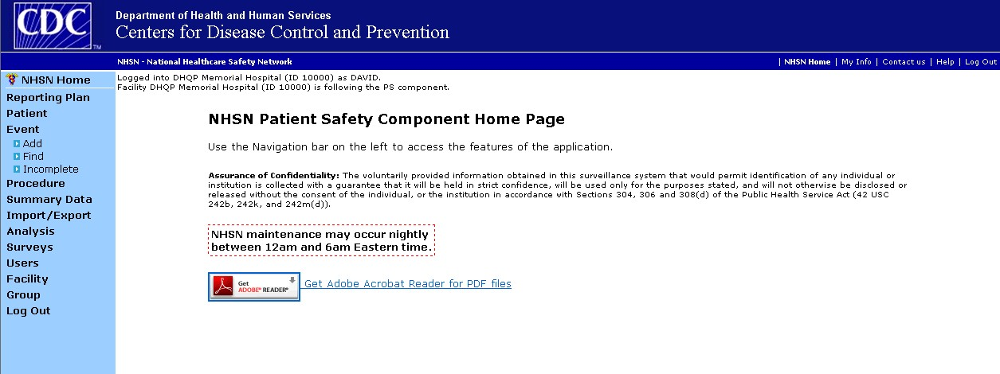 CDC
TM
Department of Health and Human Services
Centers for Disease Control and Prevention
NHSN - National Healthcare Safety Network
| NHSN Home | My Info | Contact us | Help | Log Out
NHSN Home
Reporting Plan
Patient
Event
Add
Find
Incomplete
Procedure
Summary Data
Import/Export
Analysis
Surveys
Users
Facility
Group
Log Out
Logged into DHQP Memorial Hospital (ID 10000) as DAVID.
Facility DHQP Memorial Hospital (ID 10000) is following the PS component.
NHSN Patient Safety Component Home Page
Use the Navigation bar on the left to access the features of the application.
Assurance of Confidentiality: The voluntarily provided information obtained in this surveillance system that would permit identification of any individual or
institution is collected with a guarantee that it will be held in strict confidence, will be used only for the purposes stated, and will not otherwise be disclosed or
released without the consent of the individual, or the institution in accordance with Sections 304, 306 and 308(d) of the Public Health Service Act (42 USC
242b, 242k, and 242m(d)).
NHSN maintenance may occur nightly
between 12am and 6am Eastern time.
Get
ADOBE® READER®
Get Adobe Acrobat Reader for PDF files